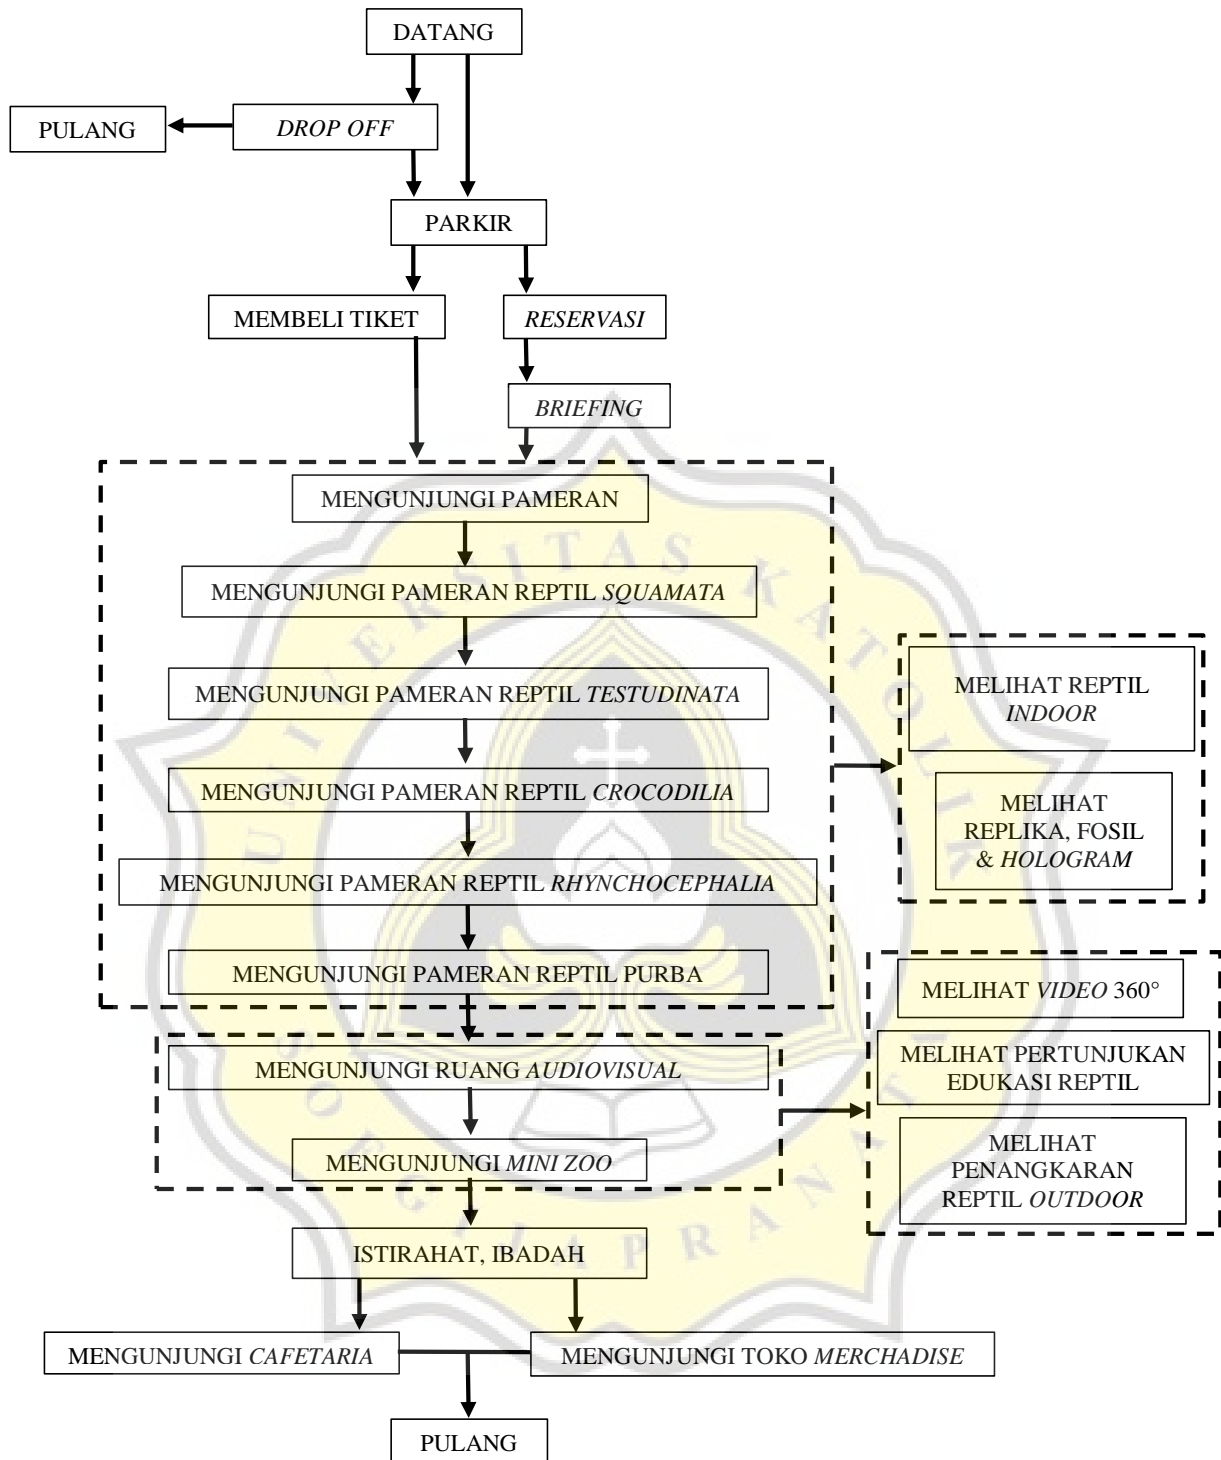 DATANG
PULANG
DROP OFF
PARKIR
MEMBELI TIKET
RESERVASI
BRIEFING
MENGUNJUNGI PAMERAN
MENGUNJUNGI PAMERAN REPTIL SQUAMATA
MENGUNJUNGI PAMERAN REPTIL TESTUDINATA
MENGUNJUNGI PAMERAN REPTIL CROCODILIA
MENGUNJUNGI PAMERAN REPTIL RHYNCHOCEPHALIA
MENGUNJUNGI PAMERAN REPTIL PURBA
MELIHAT REPTIL
INDOOR
MELIHAT
REPLIKA, FOSIL
& HOLOGRAM
MENGUNJUNGI RUANG AUDIOVISUAL
MENGUNJUNGI MINI ZOO
MELIHAT VIDEO 360°
MELIHAT PERTUNJUKAN
EDUKASI REPTIL
MELIHAT
PENANGKARAN
REPTIL OUTDOOR
ISTIRAHAT, IBADAH
MENGUNJUNGI CAFETARIA
MENGUNJUNGI TOKO MERCHADISE
PULANG
UNIVERSITAS KATOLIK
SOEGIJAPRANATA